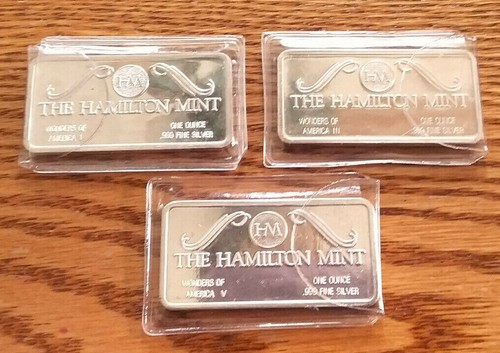 HM
THE HAMILTON MINT
WONDERS OF
AMERICA I
ONE OUNCE
.999 FINE SILVER
HM
THE HAMILTON MINT
WONDERS OF
AMERICA III
ONE OUNCE
.999 FINE SILVER
HM
THE HAMILTON MINT
WONDERS OF
AMERICA V
ONE OUNCE
.999 FINE SILVER